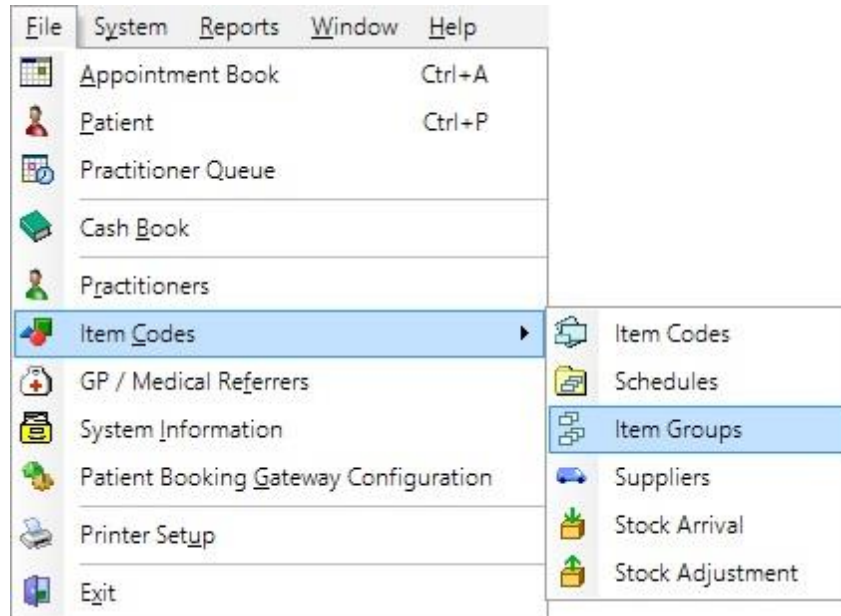 File System Reports Window Help
Appointment Book Ctrl+A
Patient Ctrl+P
Practitioner Queue
Cash Book
Practitioners
Item Codes
GP / Medical Referrers
System Information
Patient Booking Gateway Configuration
Printer Setup
Exit
Item Codes
Schedules
Item Groups
Suppliers
Stock Arrival
Stock Adjustment